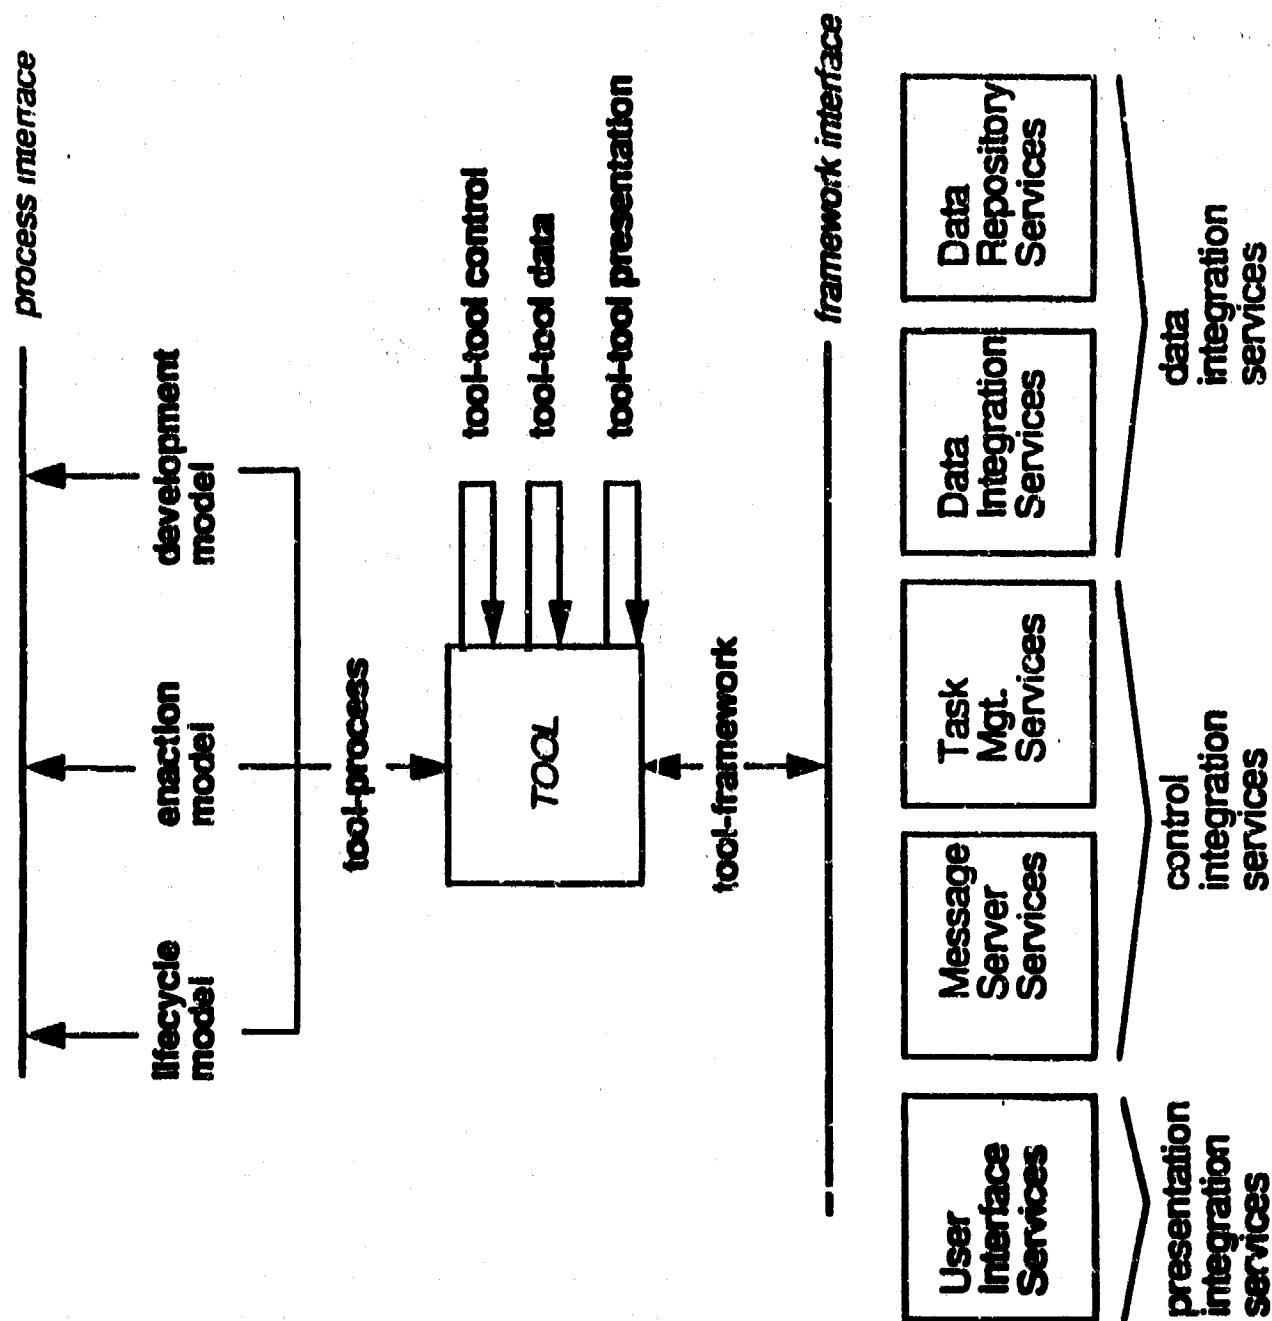 process interface
lifecycle
model
enaction
model
development
model
tool-process
TOOL
tool-tool control
tool-tool data
tool-tool presentation
tool-framework
framework interface
User
Interface
Services
Message
Server
Services
Task
Mgt.
Services
Data
Integration
Services
Data
Repository
Services
presentation
integration
services
control
integration
services
data
integration
services